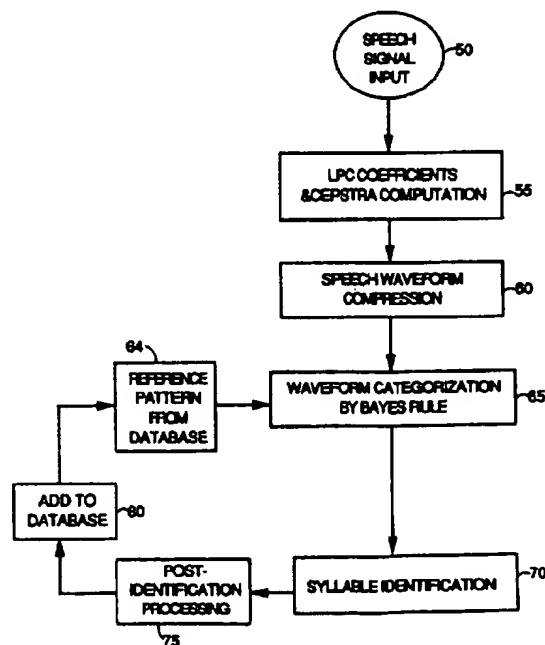 SPEECH
SIGNAL
INPUT
50
LPC COEFFICIENTS
&CEPSTRA COMPUTATION
55
SPEECH WAVEFORM
COMPRESSION
60
64
REFERENCE
PATTERN
FROM
DATABASE
WAVEFORM CATEGORIZATION
BY BAYES RULE
65
ADD TO
DATABASE
80
POST-
IDENTIFICATION
PROCESSING
75
SYLLABLE IDENTIFICATION
70